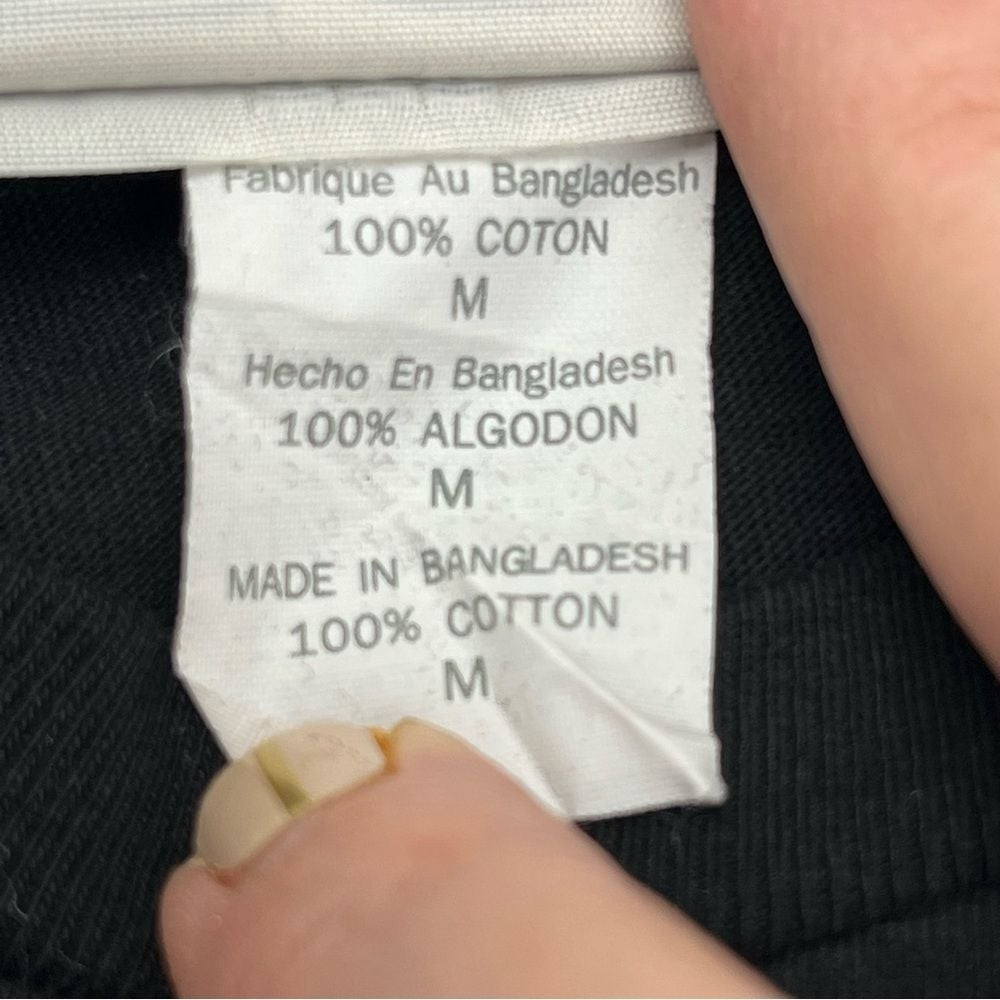 Fabrique Au Bangladesh
100% COTON
M
Hecho En Bangladesh
100% ALGODON
M
MADE IN BANGLADESH
100% COTTON
M